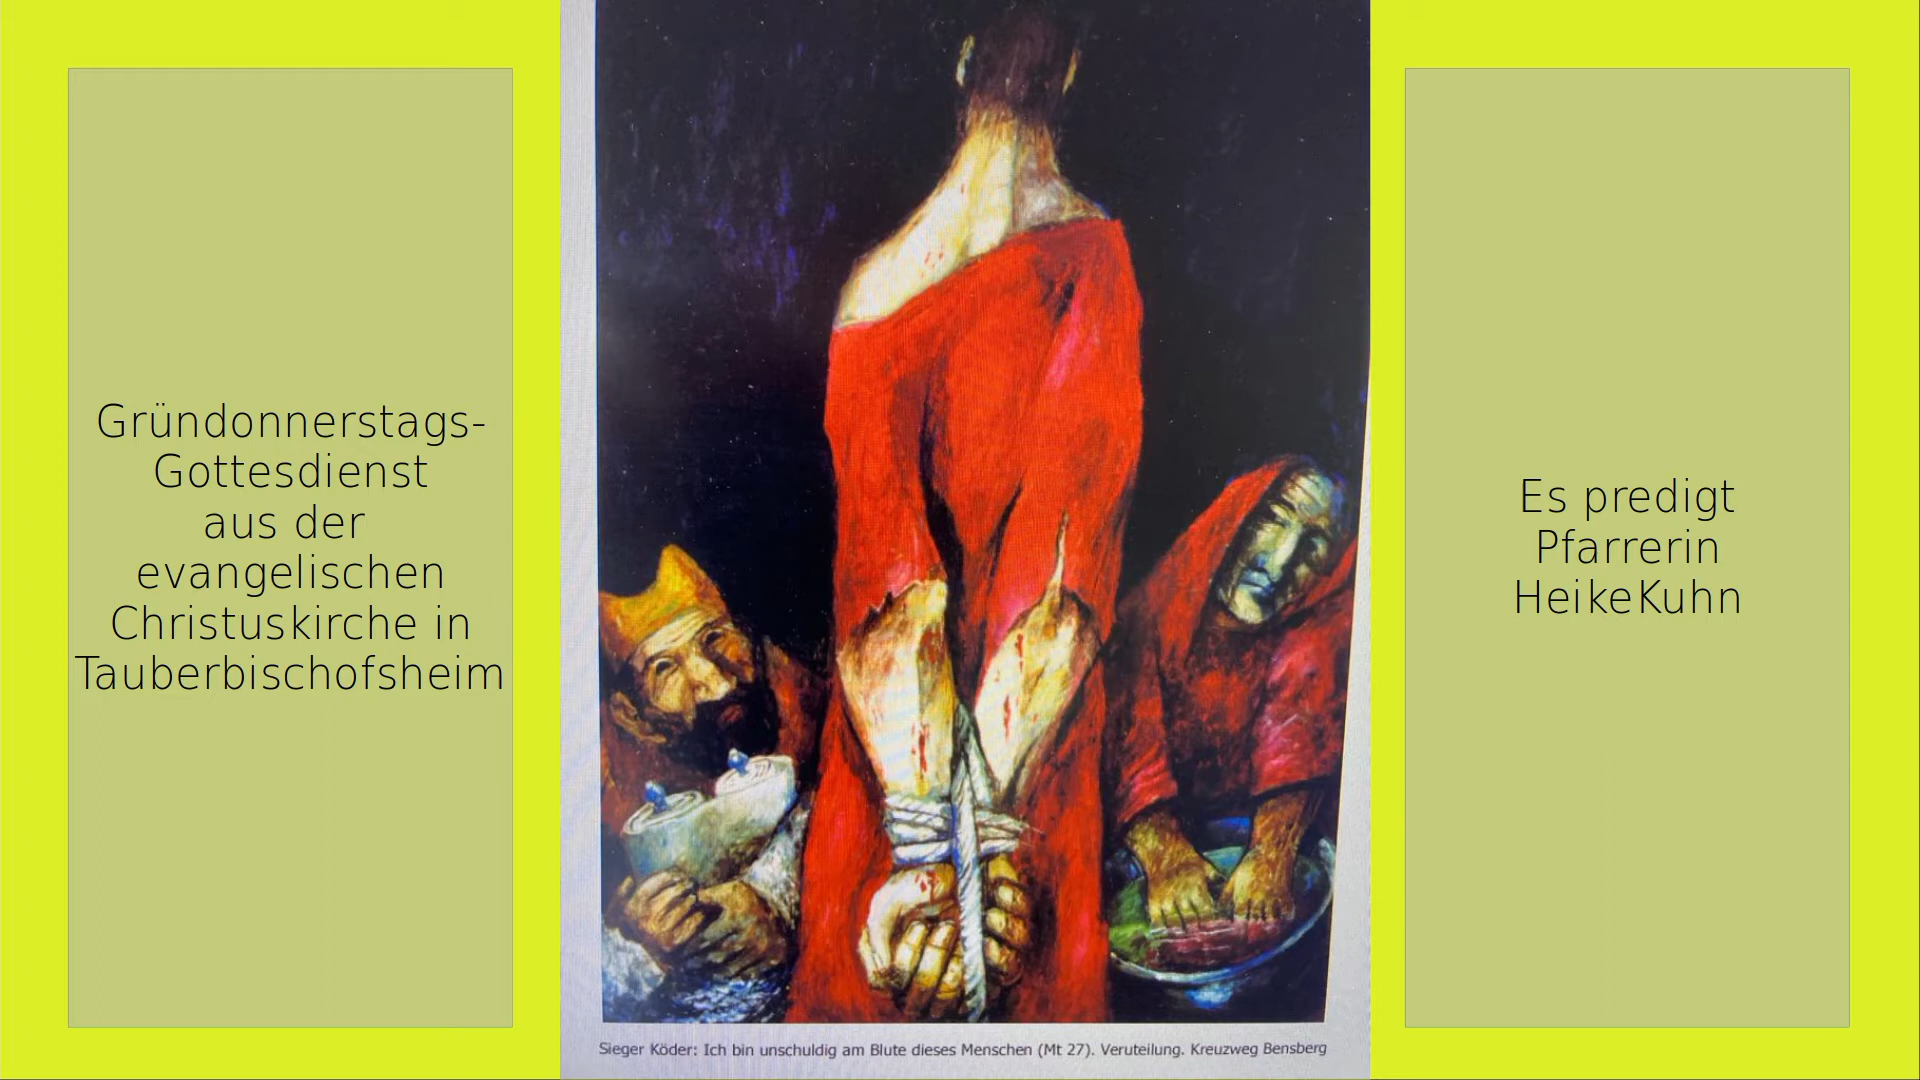 Gründonnerstags-
Gottesdienst
aus der
evangelischen
Christuskirche in
Tauberbischofsheim
Es predigt
Pfarrerin
HeikeKuhn
Sieger Köder: Ich bin unschuldig am Blute dieses Menschen (Mt 27). Veruteilung. Kreuzweg Bensberg